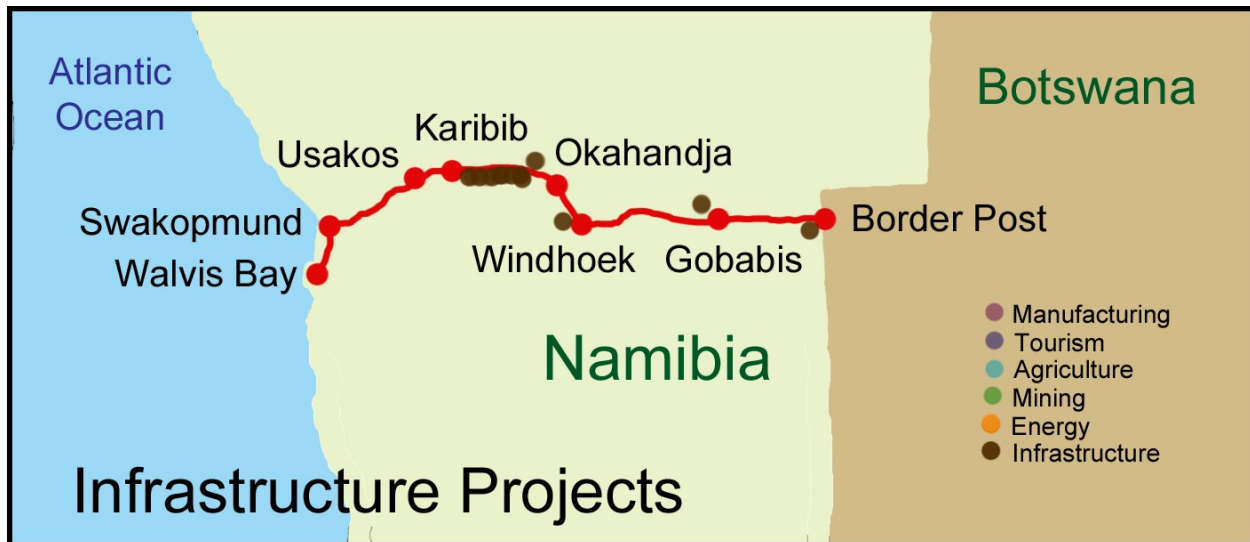 Atlantic
Ocean
Botswana
Karibib
Usakos
Okahandja
Swakopmund
Border Post
Walvis Bay
Windhoek
Gobabis
Namibia
Manufacturing
Tourism
Agriculture
Mining
Energy
Infrastructure
Infrastructure Projects